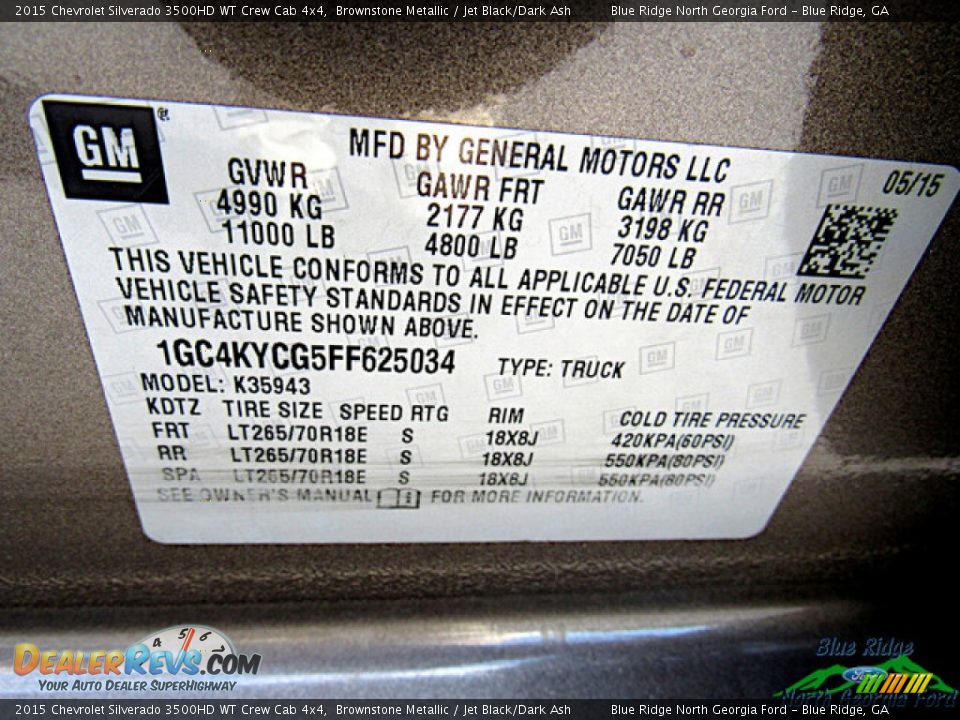 2015 Chevrolet Silverado 3500HD WT Crew Cab 4x4, Brownstone Metallic / Jet Black/Dark Ash Blue Ridge North Georgia Ford - Blue Ridge, GA
GM ®
MFD BY GENERAL MOTORS LLC
GVWR GAWR FRT GAWR RR 05/15
4990 KG 2177 KG 3198 KG
11000 LB 4800 LB 7050 LB
THIS VEHICLE CONFORMS TO ALL APPLICABLE U.S. FEDERAL MOTOR
VEHICLE SAFETY STANDARDS IN EFFECT ON THE DATE OF
MANUFACTURE SHOWN ABOVE.
1GC4KYCG5FF625034 TYPE: TRUCK
MODEL: K35943
KDTZ TIRE SIZE SPEED RTG RIM COLD TIRE PRESSURE
FRT LT265/70R18E S 18X8J 420KPA(60PSI)
RR LT265/70R18E S 18X8J 550KPA(80PSI)
SPA LT265/70R18E S 18X8J 550KPA(80PSI)
SEE OWNER'S MANUAL FOR MORE INFORMATION.
4 5 6
DEALERREVS.COM
YOUR AUTO DEALER SUPERHIGHWAY
Blue Ridge
Ford
North Georgia Ford
2015 Chevrolet Silverado 3500HD WT Crew Cab 4x4, Brownstone Metallic / Jet Black/Dark Ash Blue Ridge North Georgia Ford - Blue Ridge, GA